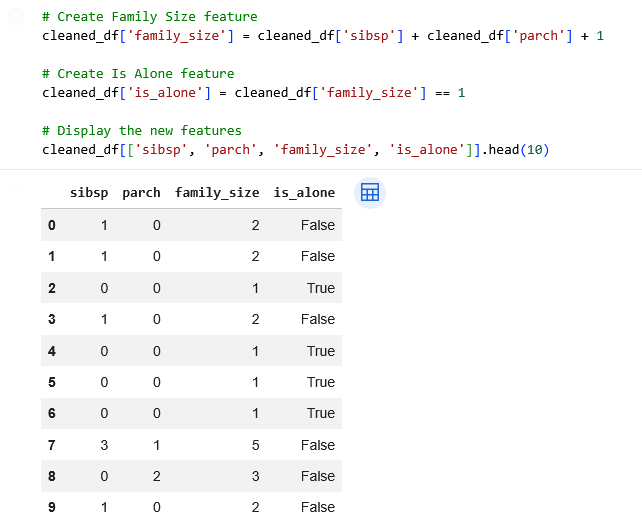 # Create Family Size feature
cleaned_df['family_size'] = cleaned_df['sibsp'] + cleaned_df['parch'] + 1
# Create Is Alone feature
cleaned_df['is_alone'] = cleaned_df['family_size'] == 1
# Display the new features
cleaned_df[['sibsp', 'parch', 'family_size', 'is_alone']].head(10)
sibsp parch family_size is_alone
0 1 0 2 False
1 1 0 2 False
2 0 0 1 True
3 1 0 2 False
4 0 0 1 True
5 0 0 1 True
6 0 0 1 True
7 3 1 5 False
8 0 2 3 False
9 1 0 2 False